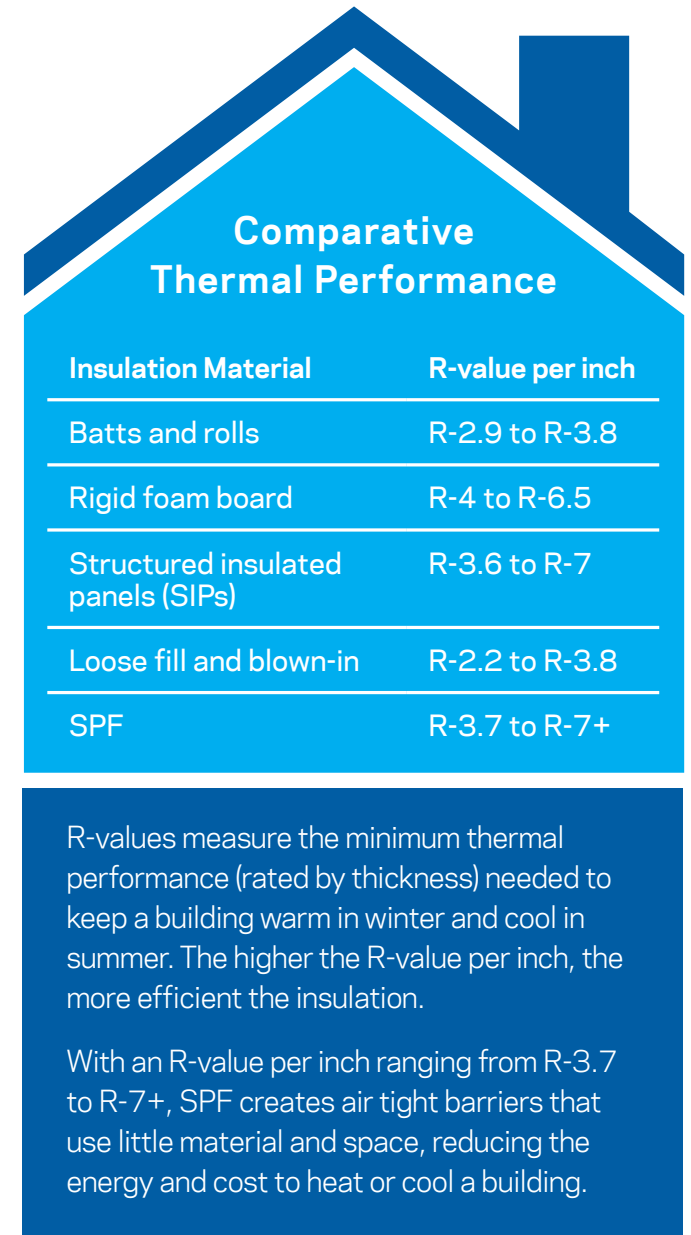 Comparative
Thermal Performance
Insulation Material R-value per inch
Batts and rolls R-2.9 to R-3.8
Rigid foam board R-4 to R-6.5
Structured insulated R-3.6 to R-7
panels (SIPs)
Loose fill and blown-in R-2.2 to R-3.8
SPF R-3.7 to R-7+
R-values measure the minimum thermal
performance (rated by thickness) needed to
keep a building warm in winter and cool in
summer. The higher the R-value per inch, the
more efficient the insulation.
With an R-value per inch ranging from R-3.7
to R-7+, SPF creates air tight barriers that
use little material and space, reducing the
energy and cost to heat or cool a building.